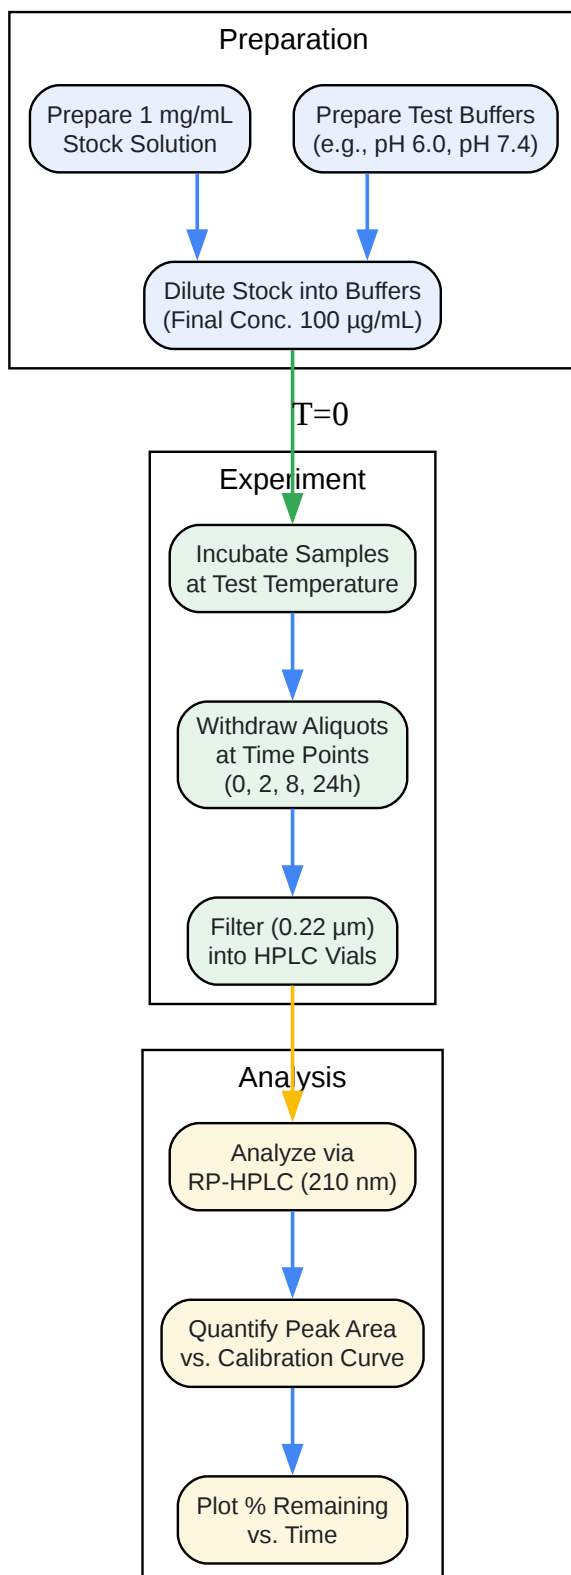 Preparation
Prepare 1 mg/mL
Stock Solution
Prepare Test Buffers
(e.g., pH 6.0, pH 7.4)
Dilute Stock into Buffers
(Final Conc. 100 µg/mL)
T=0
Experiment
Incubate Samples
at Test Temperature
Withdraw Aliquots
at Time Points
(0, 2, 8, 24h)
Filter (0.22 µm)
into HPLC Vials
Analysis
Analyze via
RP-HPLC (210 nm)
Quantify Peak Area
vs. Calibration Curve
Plot % Remaining
vs. Time